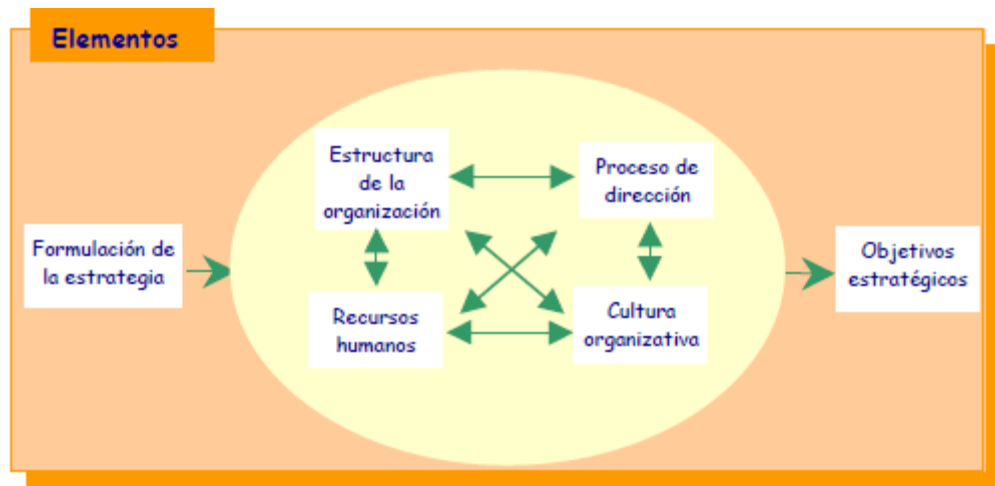 Elementos
Formulación de
la estrategia
Estructura
de la
organización
Proceso de
dirección
Recursos
humanos
Cultura
organizativa
Objetivos
estratégicos